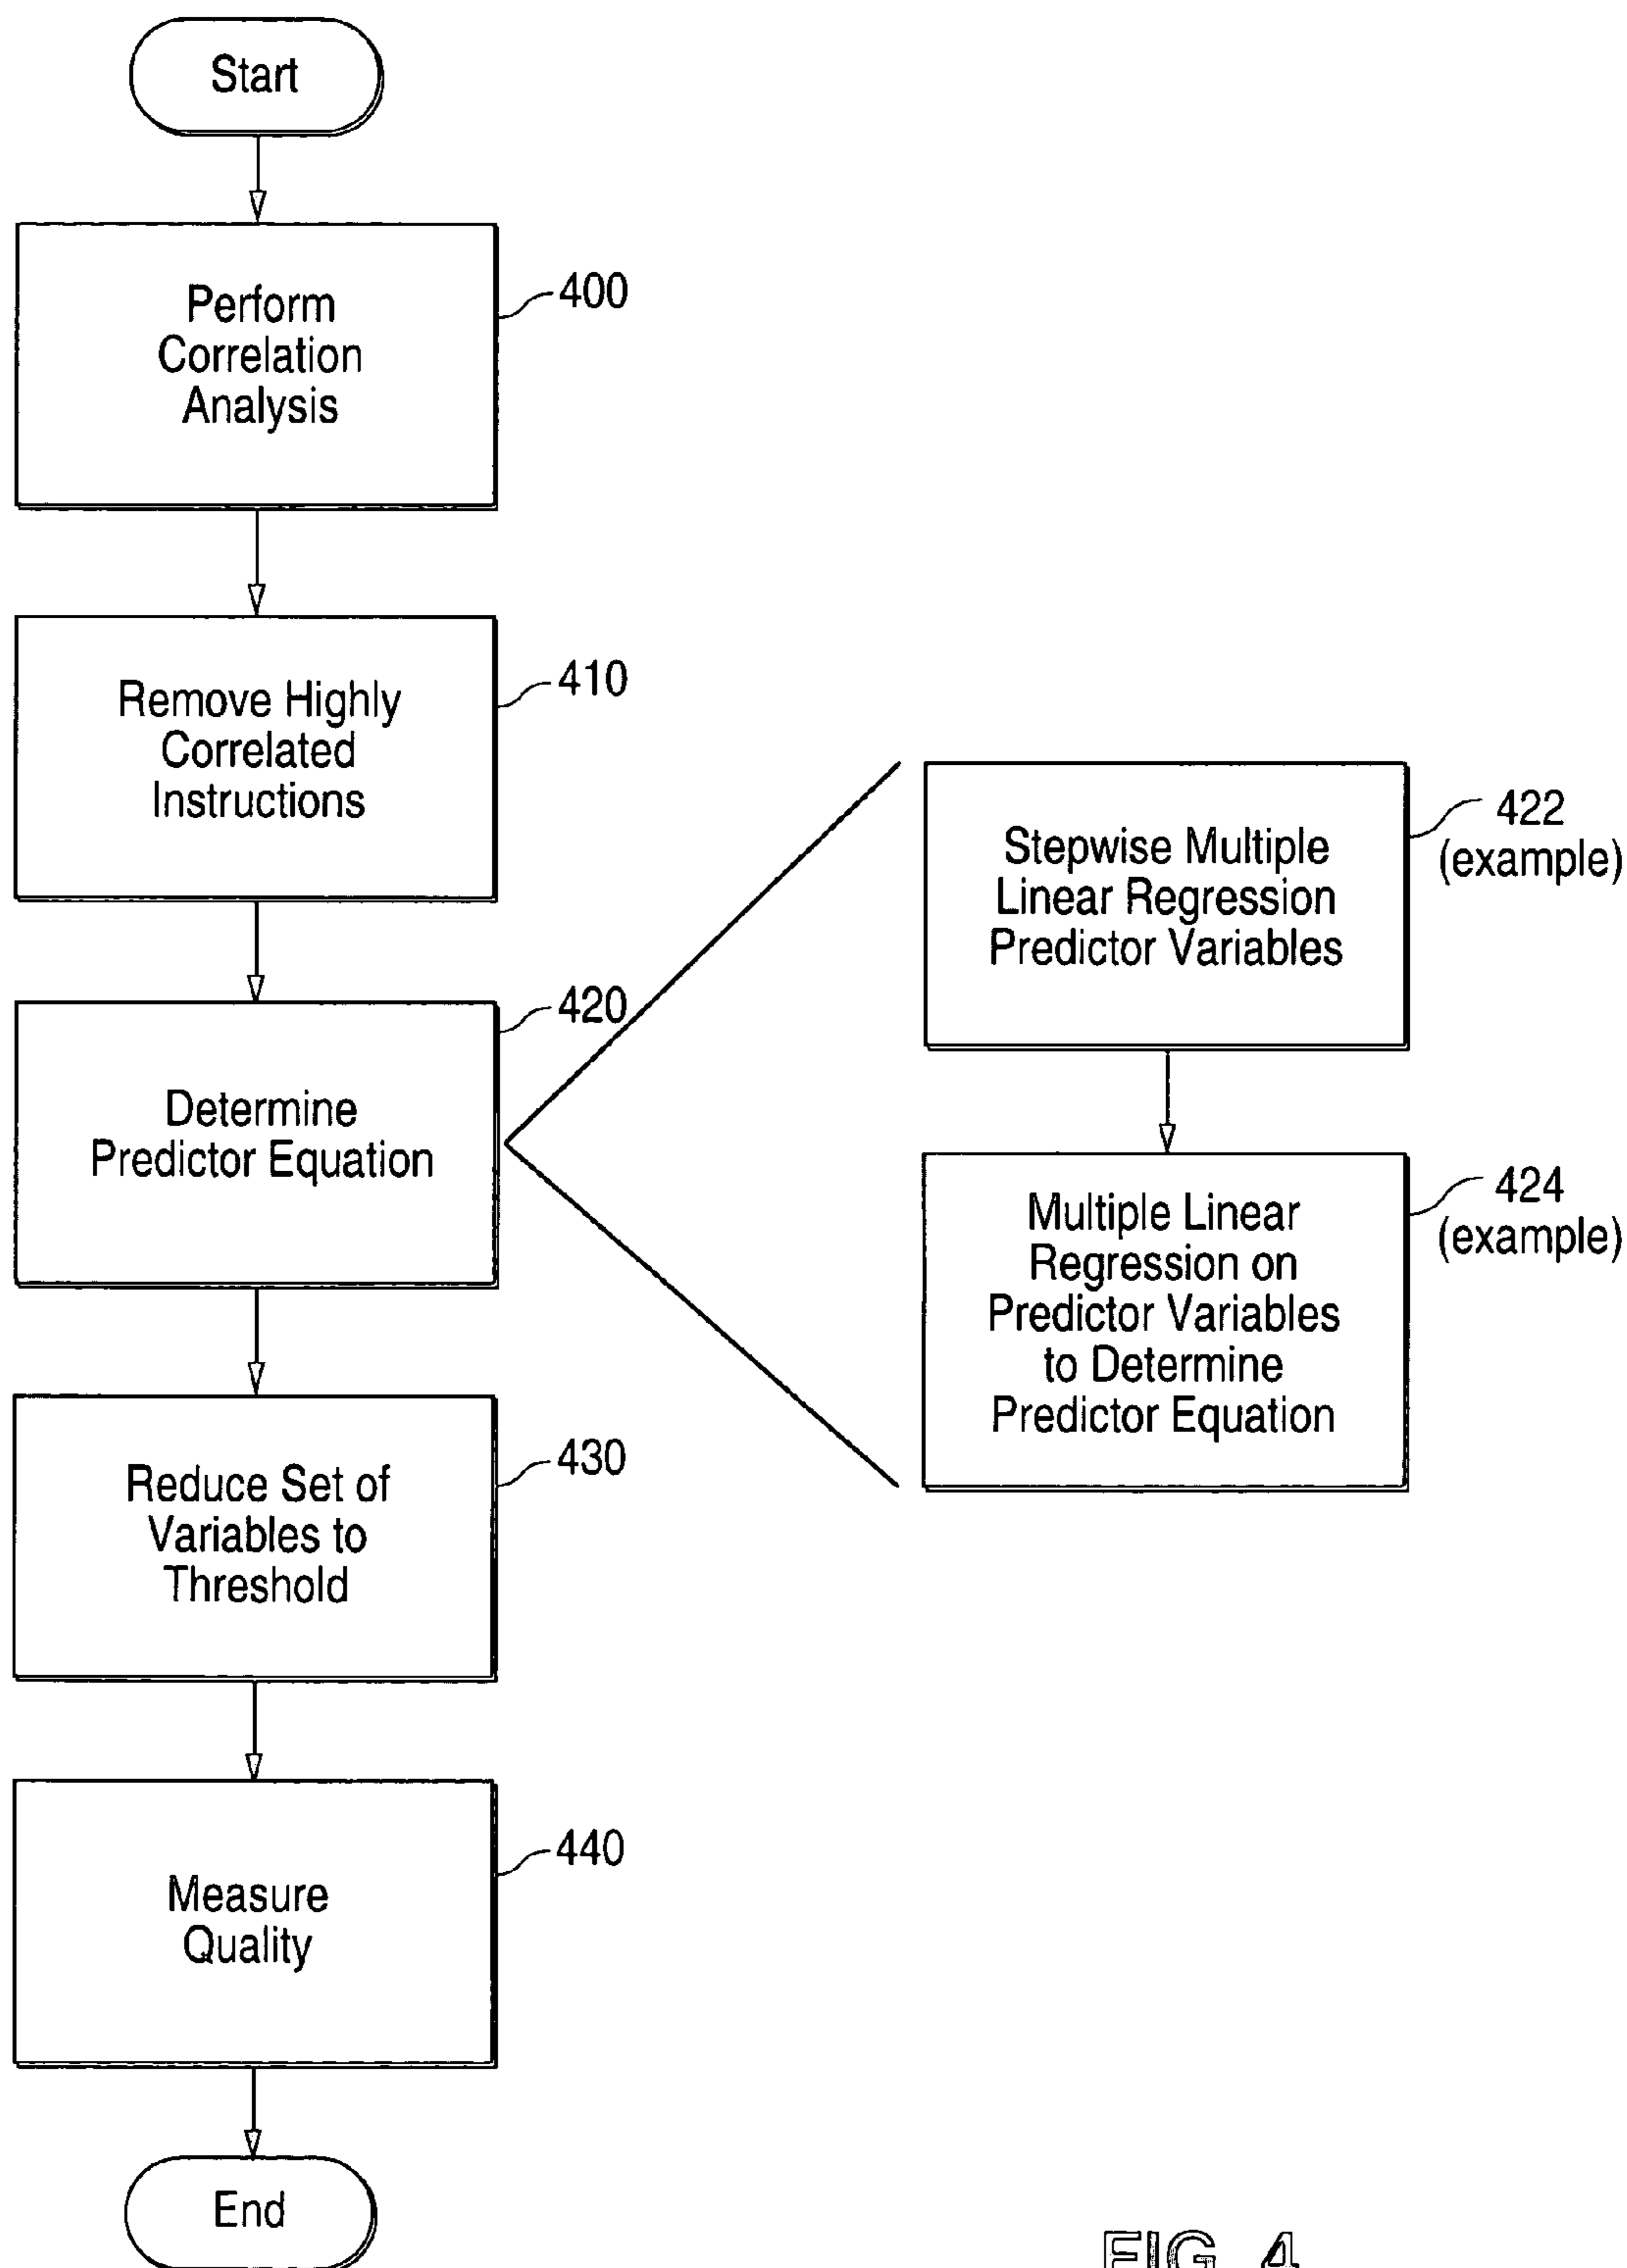 Start
Perform
Correlation
Analysis
400
Remove Highly
Correlated
Instructions
410
Determine
Predictor Equation
420
Stepwise Multiple
Linear Regression
Predictor Variables
422
(example)
Multiple Linear
Regression on
Predictor Variables
to Determine
Predictor Equation
424
(example)
Reduce Set of
Variables to
Threshold
430
Measure
Quality
440
End
FIG. 4